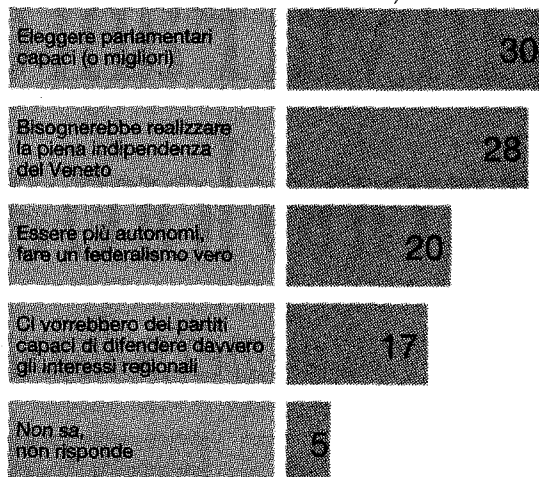 Eleggere parlamentari
capaci (o migliori)
30
Bisognerebbe realizzare
la piena indipendenza
del Veneto
28
Essere più autonomi,
fare un federalismo vero
20
Ci vorrebbero dei partiti
capaci di difendere davvero
gli interessi regionali
17
Non sa,
non risponde
5